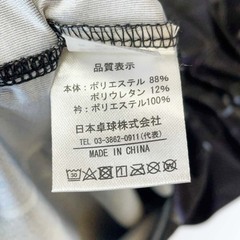 品質表示
本体：ポリエステル 88%
ポリウレタン 12%
衿：ポリエステル100%
日本卓球株式会社
TEL 03-3862-0911(代表)
MADE IN CHINA